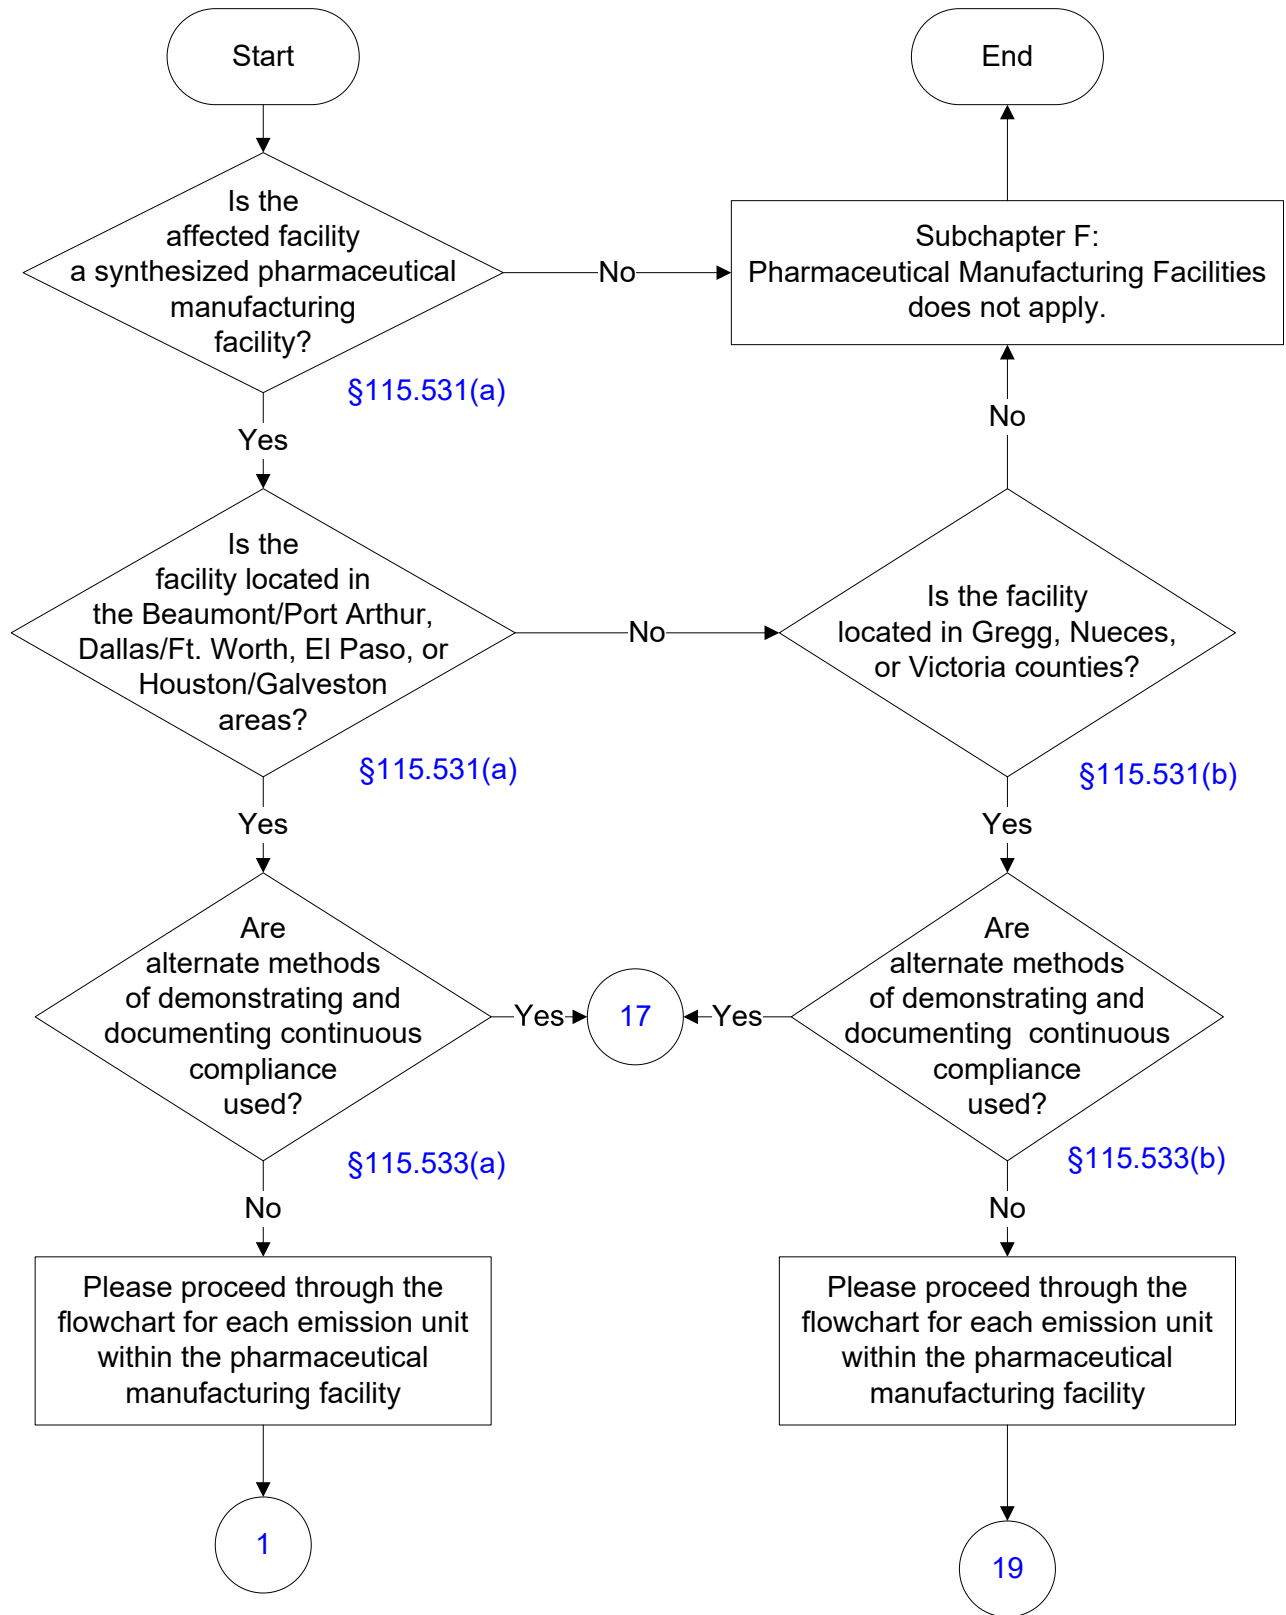 Start
End
Is the
affected facility
a synthesized pharmaceutical
manufacturing
facility?
No
Subchapter F:
Pharmaceutical Manufacturing Facilities
does not apply.
§115.531(a)
Yes
No
Is the
facility located in
the Beaumont/Port Arthur,
Dallas/Ft. Worth, El Paso, or
Houston/Galveston
areas?
No
Is the facility
located in Gregg, Nueces,
or Victoria counties?
§115.531(a)
§115.531(b)
Yes
Yes
Are
alternate methods
of demonstrating and
documenting continuous
compliance
used?
Yes
17
Yes
Are
alternate methods
of demonstrating and
documenting continuous
compliance
used?
§115.533(a)
§115.533(b)
No
No
Please proceed through the
flowchart for each emission unit
within the pharmaceutical
manufacturing facility
Please proceed through the
flowchart for each emission unit
within the pharmaceutical
manufacturing facility
1
19